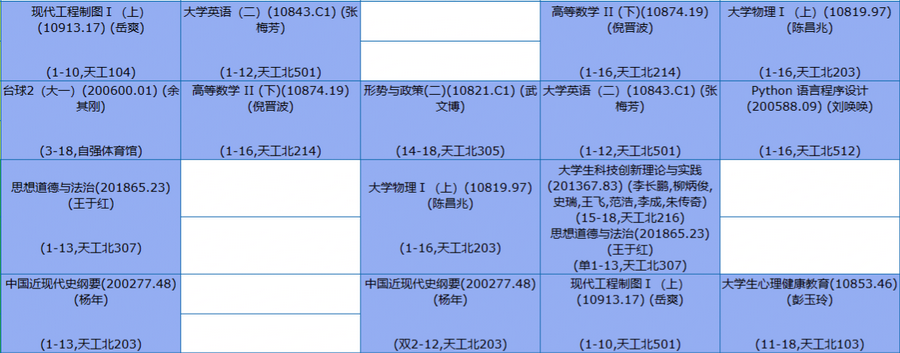 现代工程制图Ⅰ（上）
(10913.17) (岳爽)
(1-10,天工104)
大学英语（二）(10843.C1) (张
梅芳)
(1-12,天工北501)
高等数学 II (下)(10874.19)
(倪晋波)
(1-16,天工北214)
大学物理Ⅰ（上）(10819.97)
(陈昌兆)
(1-16,天工北203)
台球2（大一）(200600.01) (余
其刚)
(3-18,自强体育馆)
高等数学 II (下)(10874.19)
(倪晋波)
(1-16,天工北214)
形势与政策(二)(10821.C1) (武
文博)
(14-18,天工北305)
大学英语（二）(10843.C1) (张
梅芳)
(1-12,天工北501)
Python 语言程序设计
(200588.09) (刘唤唤)
(1-16,天工北512)
思想道德与法治(201865.23)
(王于红)
(1-13,天工北307)
大学物理Ⅰ（上）(10819.97)
(陈昌兆)
(1-16,天工北203)
大学生科技创新理论与实践
(201367.83) (李长鹏,柳炳俊,
史瑞,王飞,范浩,李成,朱传奇)
(15-18,天工北216)
思想道德与法治(201865.23)
(王于红)
(单1-13,天工北307)
中国近现代史纲要(200277.48)
(杨年)
(1-13,天工北203)
中国近现代史纲要(200277.48)
(杨年)
(双2-12,天工北203)
现代工程制图Ⅰ（上）
(10913.17) (岳爽)
(1-10,天工北501)
大学生心理健康教育(10853.46)
(彭玉玲)
(11-18,天工北103)